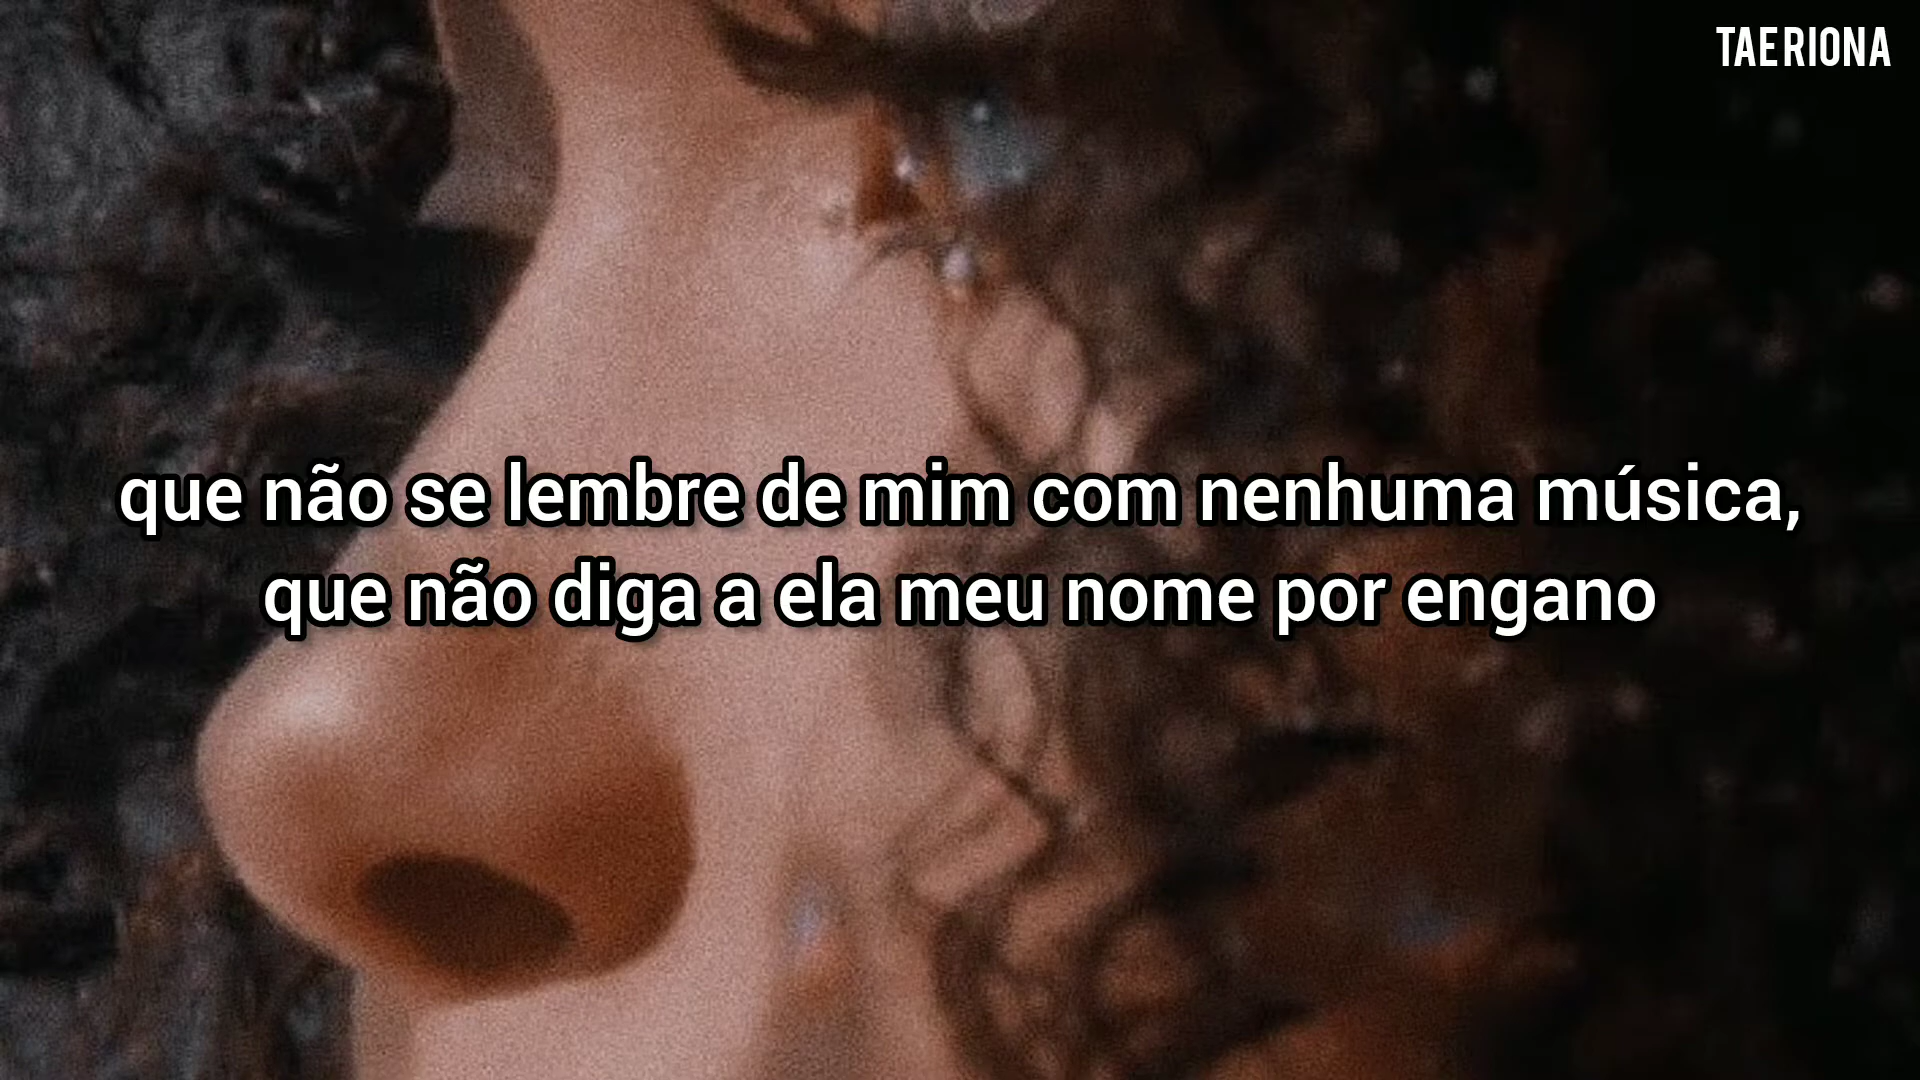 TAERIONA
que não se lembre de mim com nenhuma música,
que não diga a ela meu nome por engano